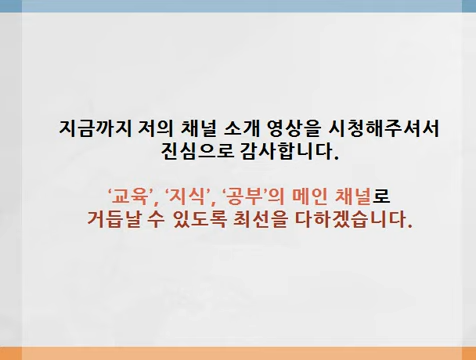 지금까지 저의 채널 소개 영상을 시청해주셔서
진심으로 감사합니다.
‘교육’, ‘지식’, ‘공부’의 메인 채널로
거듭날 수 있도록 최선을 다하겠습니다.